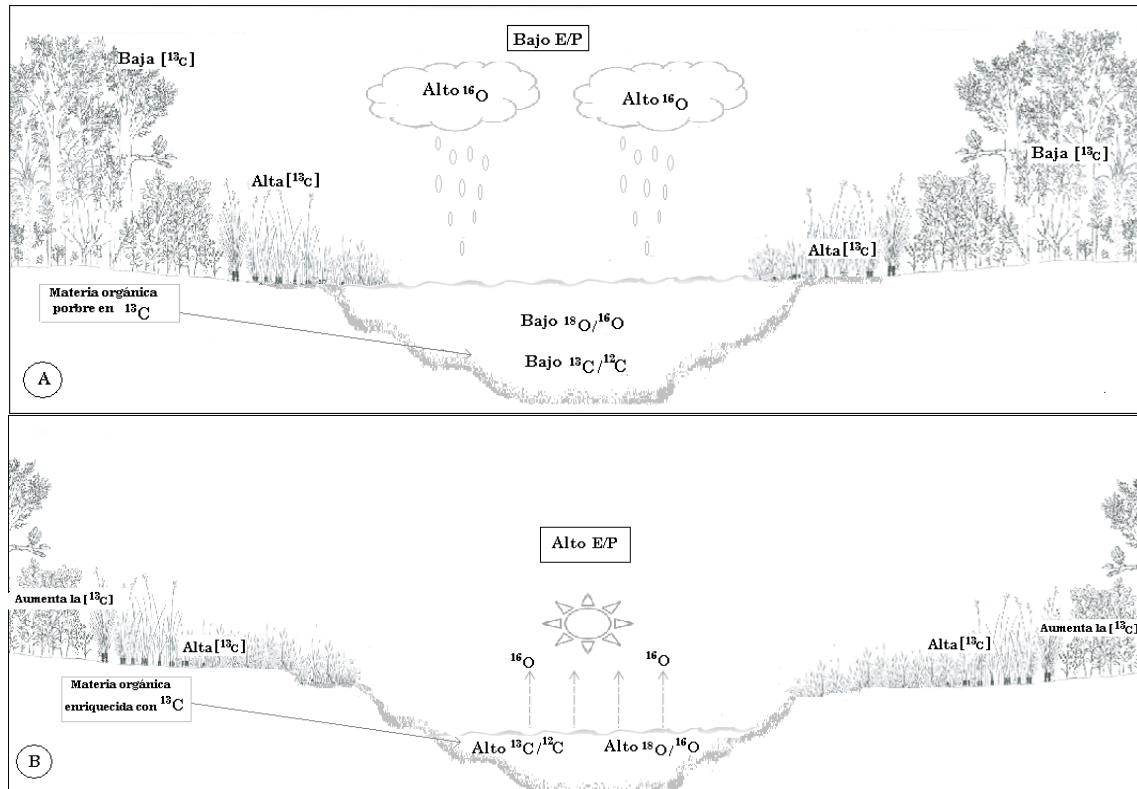 Bajo E/P
Baja [¹³C]
Alto ¹⁶O
Alto ¹⁶O
Baja [¹³C]
Alta[¹³C]
Alta[¹³C]
Materia orgánica
porbre en ¹³C
Bajo ¹⁸O/¹⁶O
Bajo ¹³C/¹²C
A
Alto E/P
Aumenta la [¹³C]
Aumenta la [¹³C]
Alta[¹³C]
Alta[¹³C]
¹⁶O
¹⁶O
Materia orgánica
enriquecida con ¹³C
Alto ¹³C/¹²C
Alto ¹⁸O/¹⁶O
B